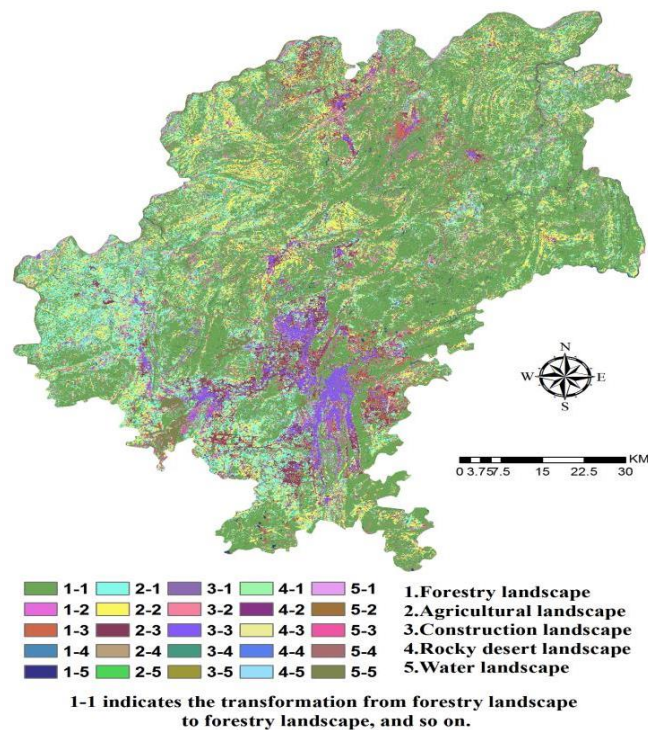 N
W E
S
KM
0 3.75 7.5 15 22.5 30
1-1 2-1 3-1 4-1 5-1
1-2 2-2 3-2 4-2 5-2
1-3 2-3 3-3 4-3 5-3
1-4 2-4 3-4 4-4 5-4
1-5 2-5 3-5 4-5 5-5
1.Forestry landscape
2.Agricultural landscape
3.Construction landscape
4.Rocky desert landscape
5.Water landscape
1-1 indicates the transformation from forestry landscape
to forestry landscape, and so on.